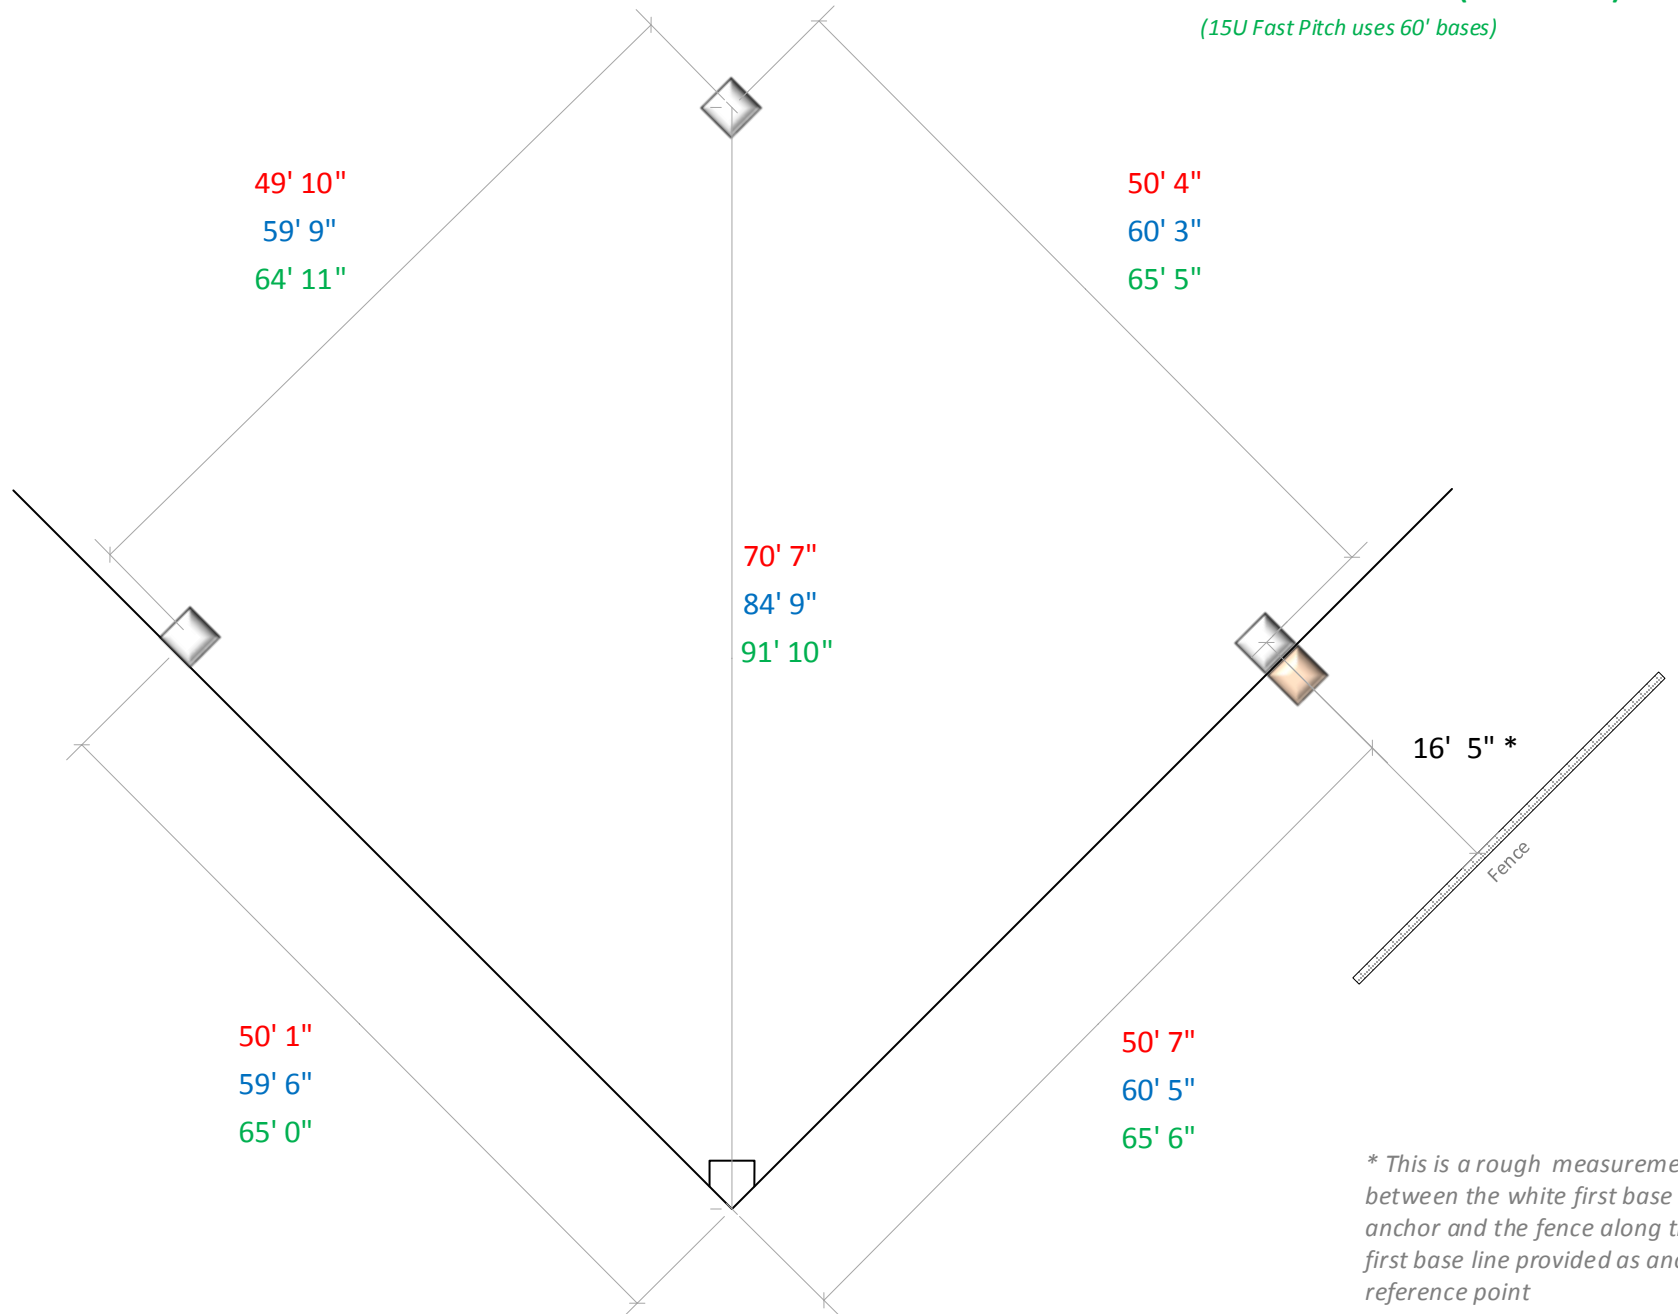 (15U Fast Pitch uses 60' bases)
49' 10"
59' 9"
64' 11"
50' 4"
60' 3"
65' 5"
70' 7"
84' 9"
91' 10"
16' 5" *
Fence
50' 1"
59' 6"
65' 0"
50' 7"
60' 5"
65' 6"
* This is a rough
between the white first base
anchor and the fence along
first base line provided as
reference point